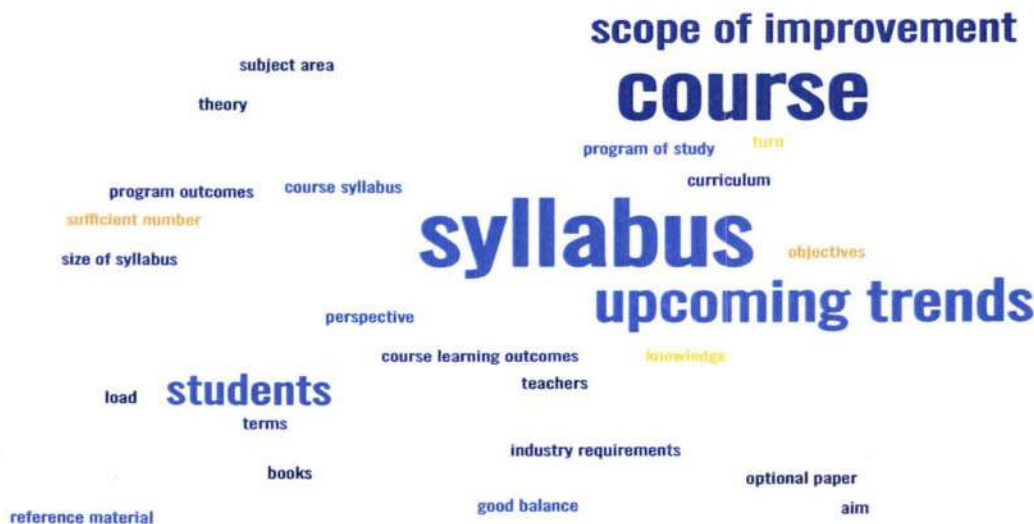 scope of improvement
subject area
course
theory
turn
program of study
curriculum
program outcomes
course syllabus
sufficient number
syllabus
objectives
size of syllabus
upcoming trends
perspective
course learning outcomes
knowledge
teachers
load
students
terms
industry requirements
books
optional paper
good balance
aim
reference material